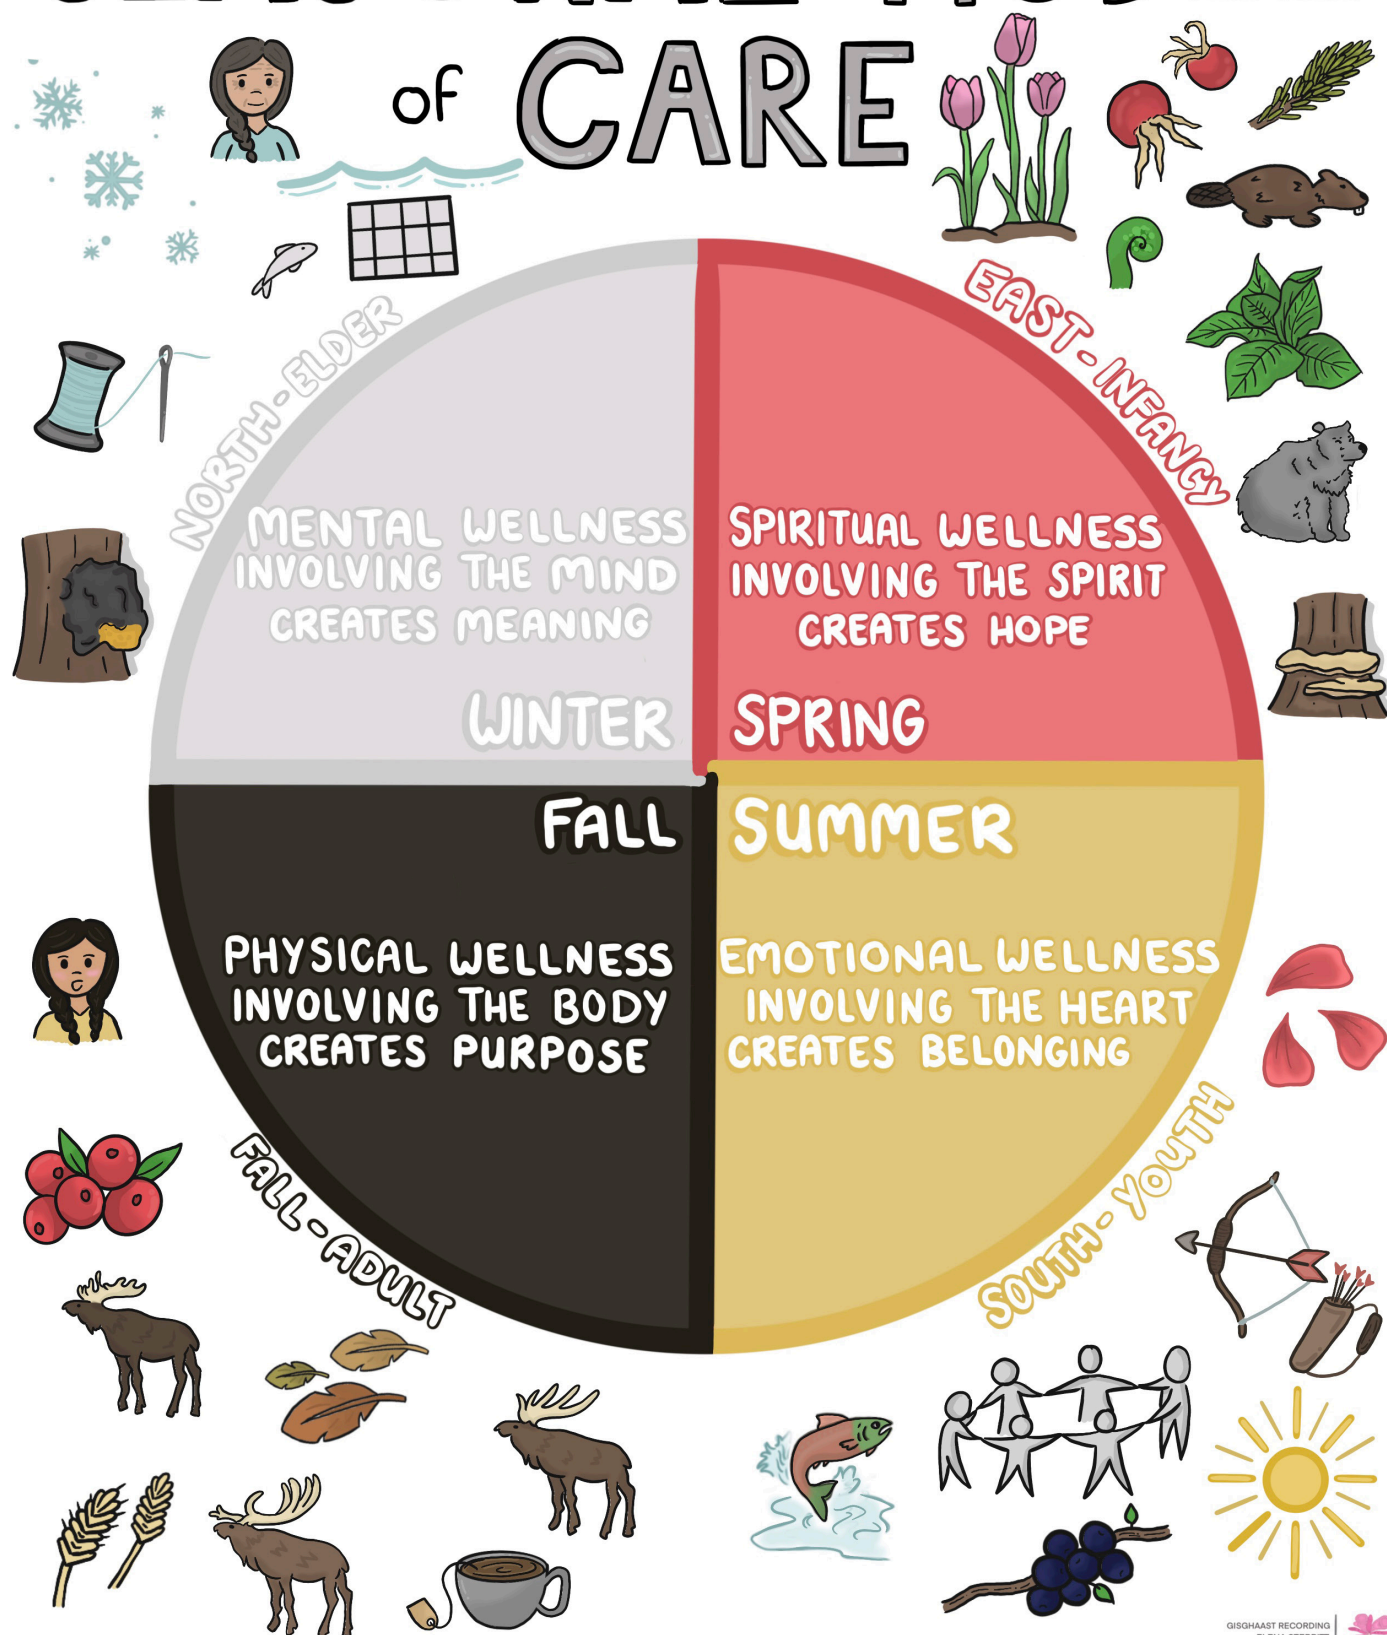 of CARE
NORTH - ELDER
EAST - INFANCY
MENTAL WELLNESS
INVOLVING THE MIND
CREATES MEANING
WINTER
SPIRITUAL WELLNESS
INVOLVING THE SPIRIT
CREATES HOPE
SPRING
FALL
PHYSICAL WELLNESS
INVOLVING THE BODY
CREATES PURPOSE
SUMMER
EMOTIONAL WELLNESS
INVOLVING THE HEART
CREATES BELONGING
FALL - ADULT
SOUTH - YOUTH
GISGHAAST RECORDING